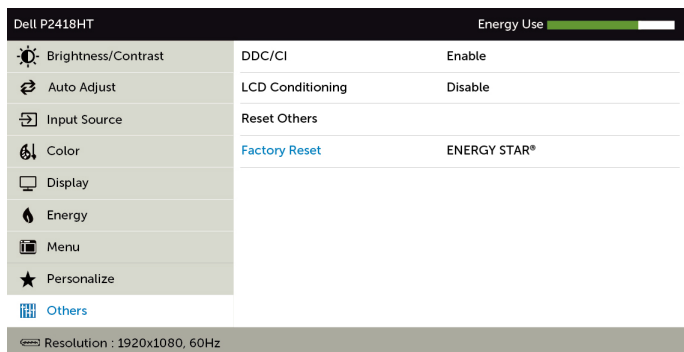 Dell P2418HT Energy Use
Brightness/Contrast DDC/CI Enable
Auto Adjust LCD Conditioning Disable
Input Source Reset Others
Color Factory Reset ENERGY STAR®
Display
Energy
Menu
Personalize
Others
Resolution : 1920x1080, 60Hz